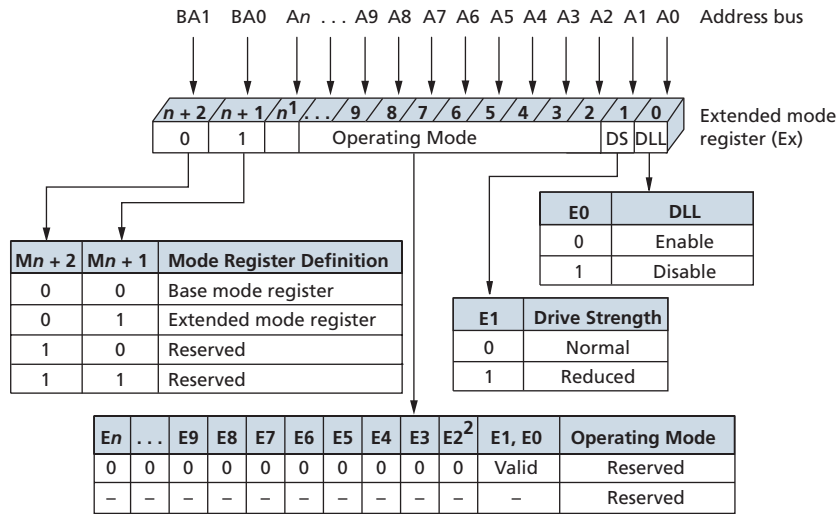 BA1 BA0 An ... A9 A8 A7 A6 A5 A4 A3 A2 A1 A0 Address bus
n + 2 n + 1 n1 ... 9 8 7 6 5 4 3 2 1 0
0 1 Operating Mode DS DLL
Extended mode
register (Ex)
E0 DLL
0 Enable
1 Disable
Mn + 2 Mn + 1 Mode Register Definition
0 0 Base mode register
0 1 Extended mode register
1 0 Reserved
1 1 Reserved
E1 Drive Strength
0 Normal
1 Reduced
En ... E9 E8 E7 E6 E5 E4 E3 E2² E1, E0 Operating Mode
0 0 0 0 0 0 0 0 0 0 Valid Reserved
– – – – – – – – – – – Reserved